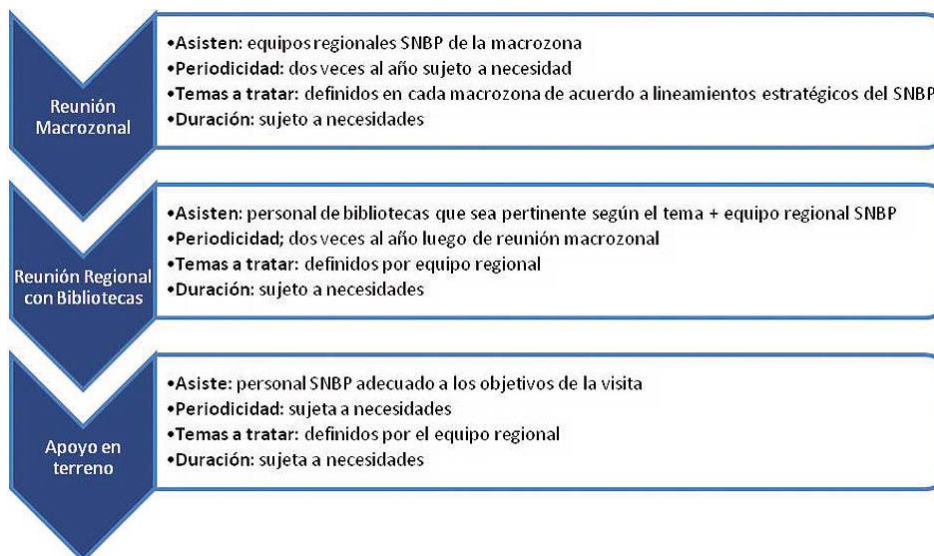 Reunión
Macrozonal
•Asisten: equipos regionales SNBP de la macrozona
•Periodicidad: dos veces al año sujeto a necesidad
•Temas a tratar: definidos en cada macrozona de acuerdo a lineamientos estratégicos del SNBP
•Duración: sujeto a necesidades
Reunión Regional
con Bibliotecas
•Asisten: personal de bibliotecas que sea pertinente según el tema + equipo regional SNBP
•Periodicidad; dos veces al año luego de reunión macrozonal
•Temas a tratar: definidos por equipo regional
•Duración: sujeto a necesidades
Apoyo en
terreno
•Asiste: personal SNBP adecuado a los objetivos de la visita
•Periodicidad: sujeta a necesidades
•Temas a tratar: definidos por el equipo regional
•Duración: sujeta a necesidades